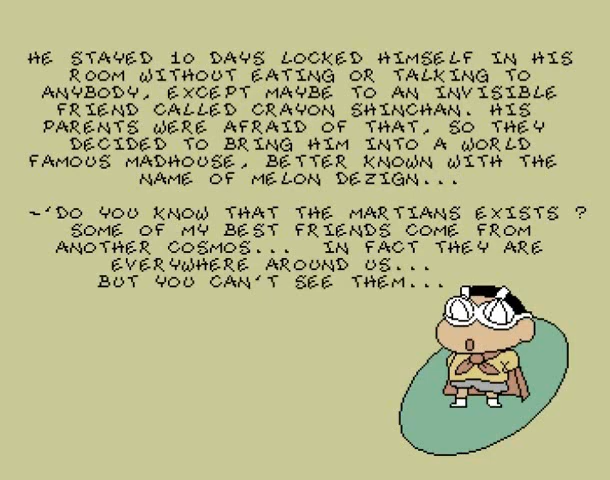 HE STAYED 10 DAYS LOCKED HIMSELF IN HIS
ROOM WITHOUT EATING OR TALKING TO
ANYBODY, EXCEPT MAYBE TO AN INVISIBLE
FRIEND CALLED CRAYON SHINCHAN. HIS
PARENTS WERE AFRAID OF THAT, SO THEY
DECIDED TO BRING HIM INTO A WORLD
FAMOUS MADHOUSE, BETTER KNOWN WITH THE
NAME OF MELON DEZIGN...
~'DO YOU KNOW THAT THE MARTIANS EXISTS ?
SOME OF MY BEST FRIENDS COME FROM
ANOTHER COSMOS... IN FACT THEY ARE
EVERYWHERE AROUND US...
BUT YOU CAN'T SEE THEM...